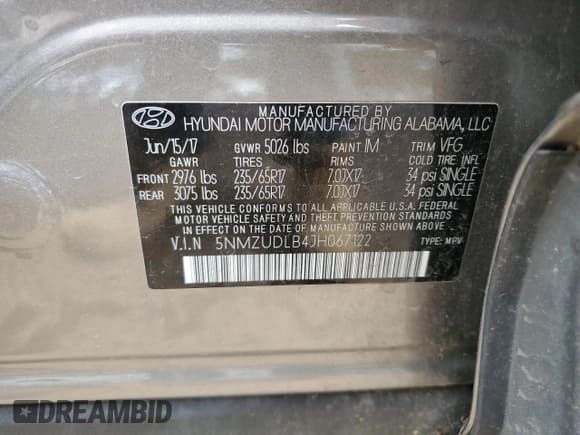 MANUFACTURED BY
HYUNDAI MOTOR MANUFACTURING ALABAMA, LLC
Jun/15/17 GVWR 5026 lbs PAINT IM TRIM VFG
GAWR TIRES RIMS COLD TIRE INFL
FRONT 2976 lbs 235/65R17 7.0JX17 34 psi SINGLE
REAR 3075 lbs 235/65R17 7.0JX17 34 psi SINGLE
THIS VEHICLE CONFORMS TO ALL APPLICABLE U.S.A. FEDERAL
MOTOR VEHICLE SAFETY AND THEFT PREVENTION STANDARDS
IN EFFECT ON THE DATE OF MANUFACTURE SHOWN ABOVE.
V.I.N 5NMZUDLB4JH067122 TYPE: MPV
DREAMBID